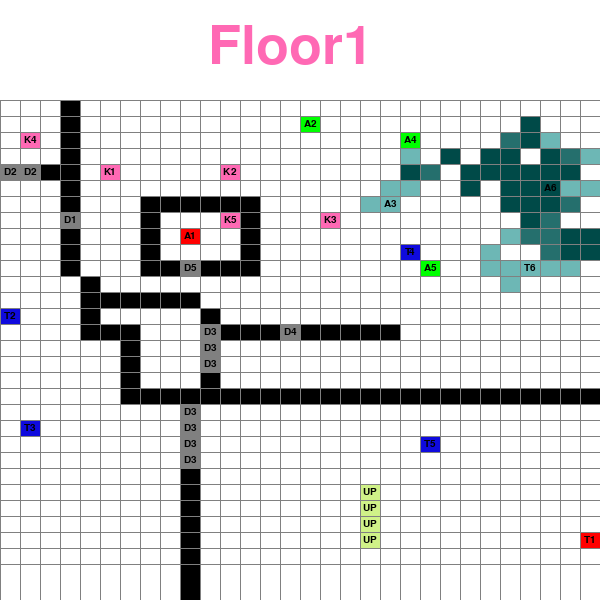 Floor1
A2
K4 A4
D2 D2 K1 K2
A6
A3
D1 K5 K3
A1
T4
D5 A5 T6
T2
D3 D4
D3
D3
D3
T3 D3
D3 T5
D3
UP
UP
UP
UP T1